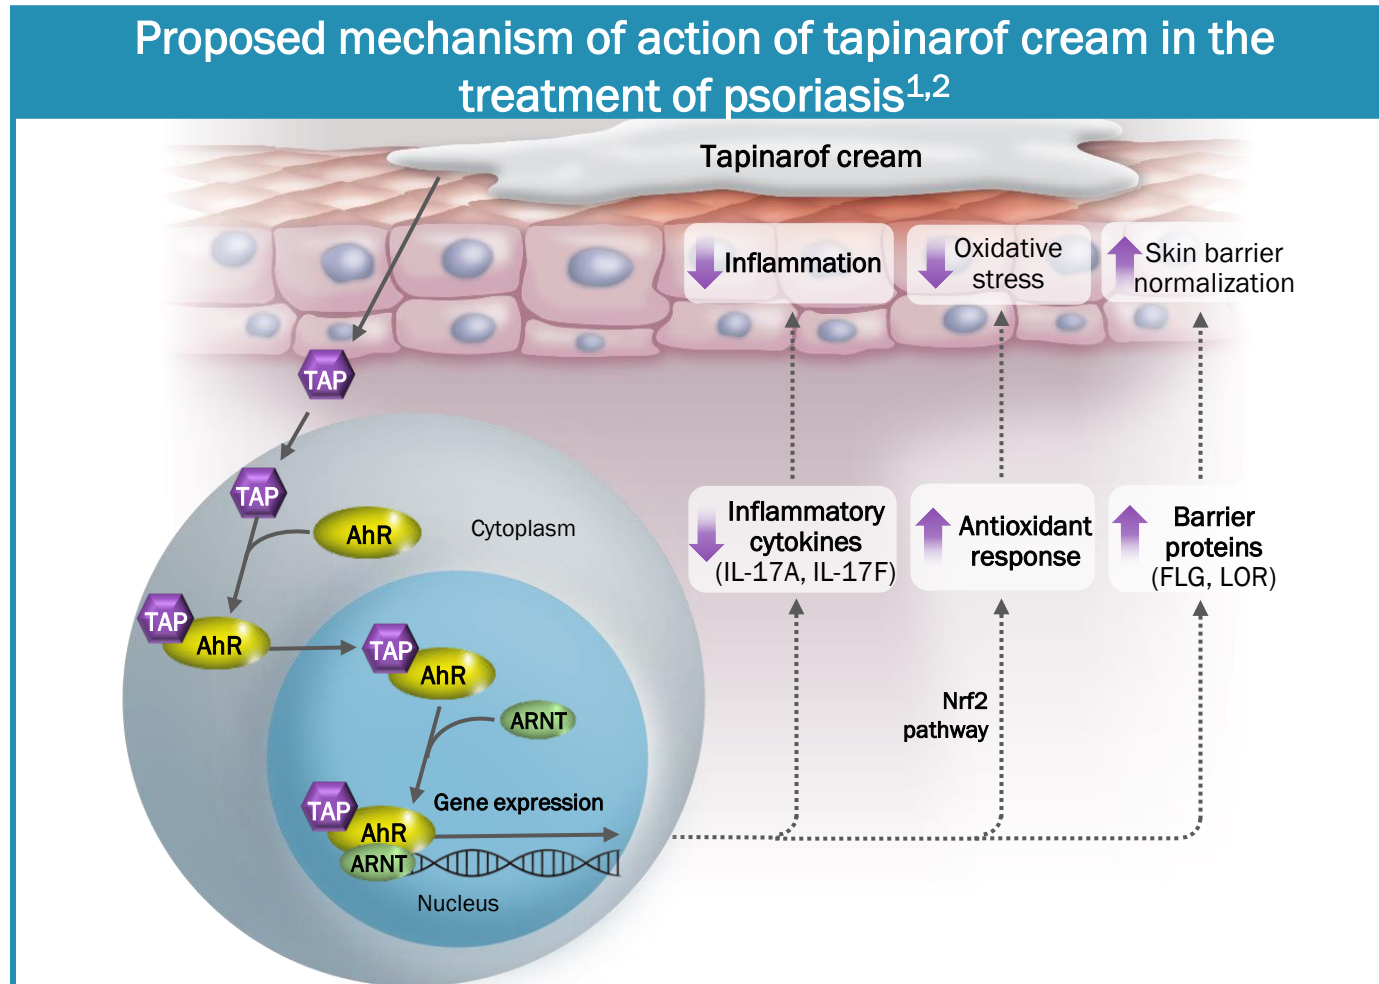 Proposed mechanism of action of tapinarof cream in the
treatment of psoriasis1,2
Tapinarof cream
Inflammation
Oxidative
stress
Skin barrier
normalization
TAP
TAP
AhR
Cytoplasm
Inflammatory
cytokines
(IL-17A, IL-17F)
Antioxidant
response
Barrier
proteins
(FLG, LOR)
TAP
AhR
TAP
AhR
ARNT
Nrf2
pathway
TAP
AhR
ARNT
Gene expression
Nucleus